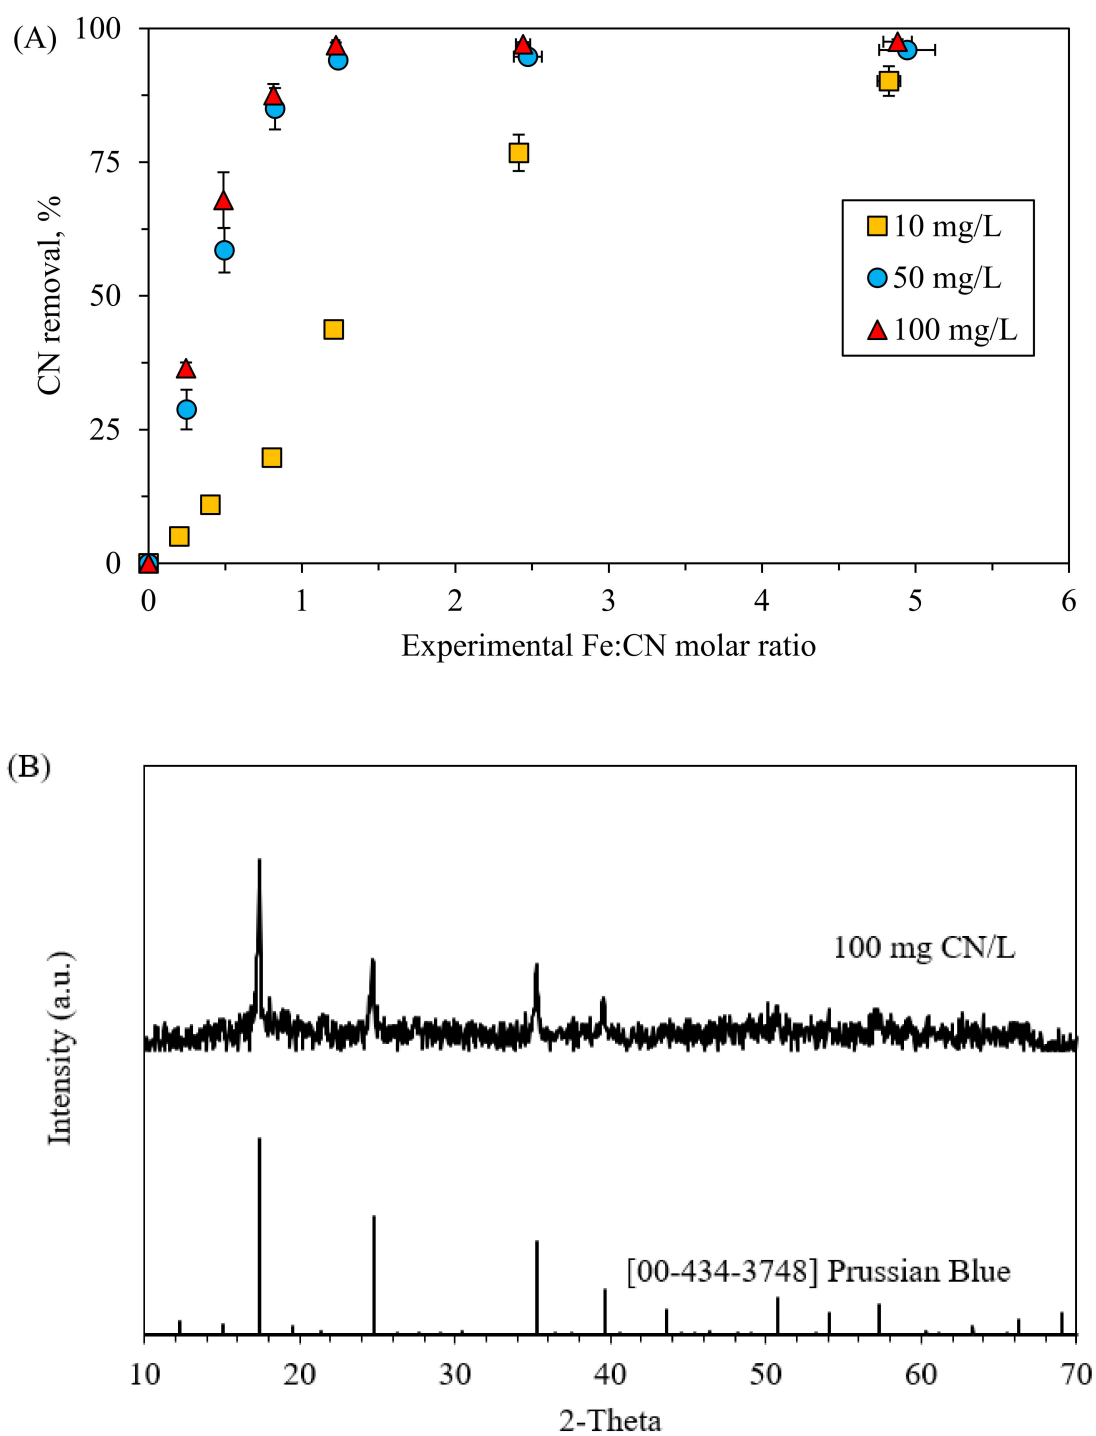 (A)
100
75
50
25
0
CN removal, %
10 mg/L
50 mg/L
100 mg/L
0 1 2 3 4 5 6
Experimental Fe:CN molar ratio
(B)
Intensity (a.u.)
100 mg CN/L
[00-434-3748] Prussian Blue
10 20 30 40 50 60 70
2-Theta